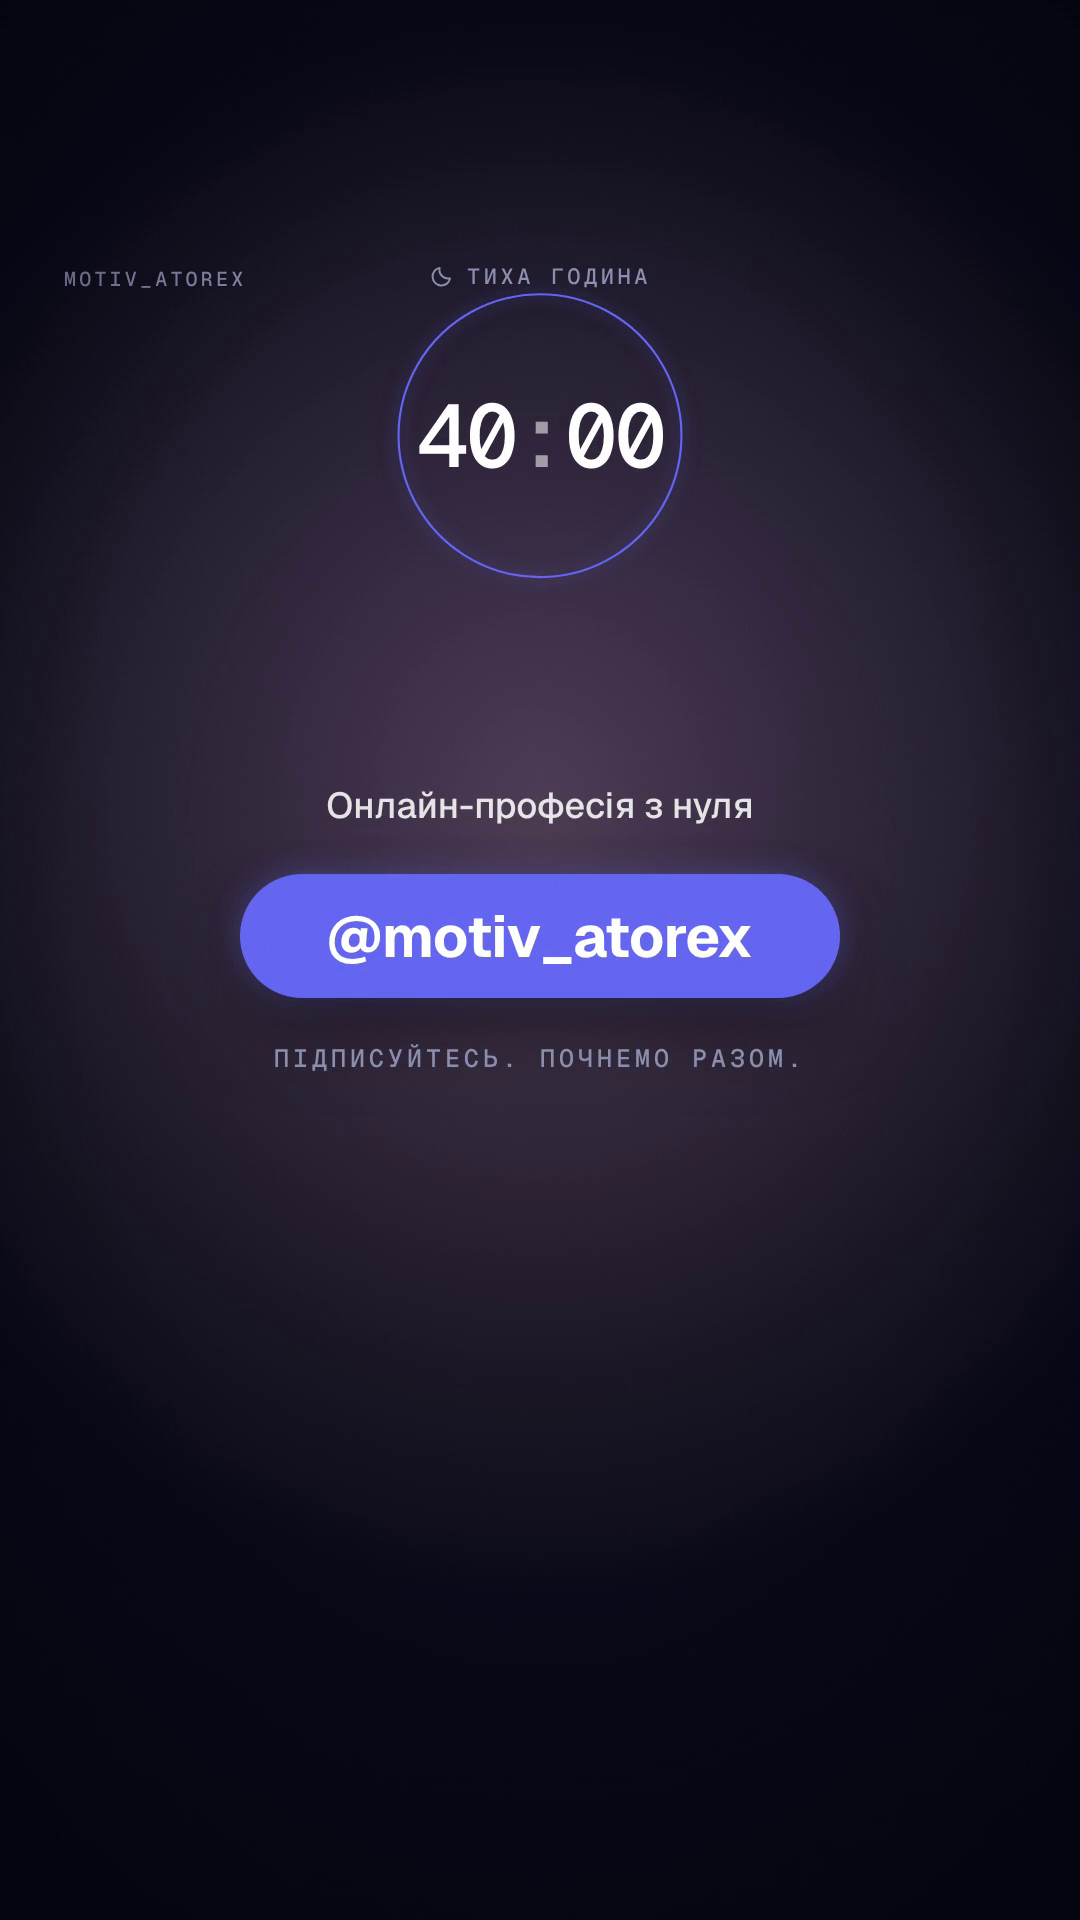 MOTIV_ATOREX
ТИХА ГОДИНА
40:00
Онлайн-професія з нуля
@motiv_atorex
ПІДПИСУЙТЕСЬ. ПОЧНЕМО РАЗОМ.